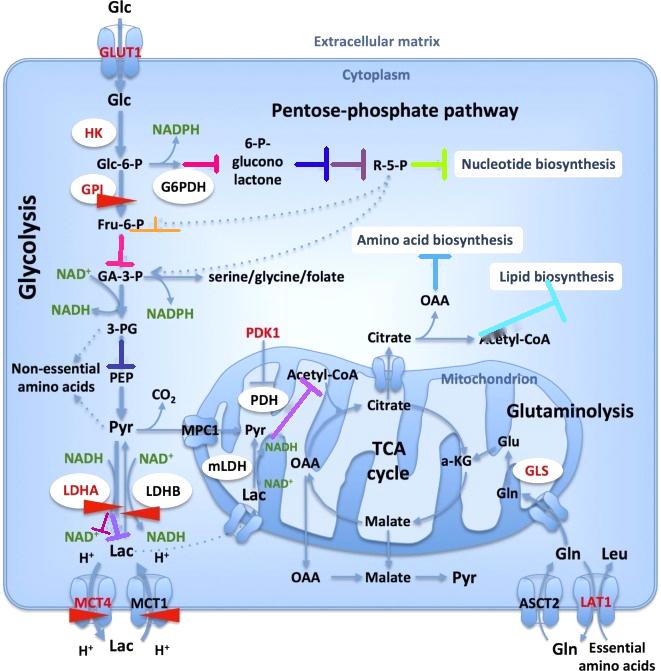 Glc
GLUT1
Extracellular matrix
Cytoplasm
Glc
Pentose-phosphate pathway
HK
NADPH
6-P-
glucono
lactone
Glc-6-P
R-5-P
Nucleotide biosynthesis
GPI
G6PDH
Glycolysis
Fru-6-P
Amino acid biosynthesis
NAD+
GA-3-P
serine/glycine/folate
Lipid biosynthesis
OAA
NADH
NADPH
3-PG
PDK1
Citrate
Acetyl-CoA
Non-essential
amino acids
PEP
Acetyl-CoA
Mitochondrion
CO2
PDH
Citrate
Glutaminolysis
Pyr
MPC1
Pyr
TCA
cycle
Glu
NADH
NAD+
NADH
mLDH
OAA
a-KG
GLS
LDHA
LDHB
NAD+
Lac
Gln
Malate
NAD+
NADH
H+
Lac
H+
Gln
Leu
OAA
Malate
Pyr
MCT4
MCT1
ASCT2
LAT1
H+
Lac
H+
Gln
Essential
amino acids